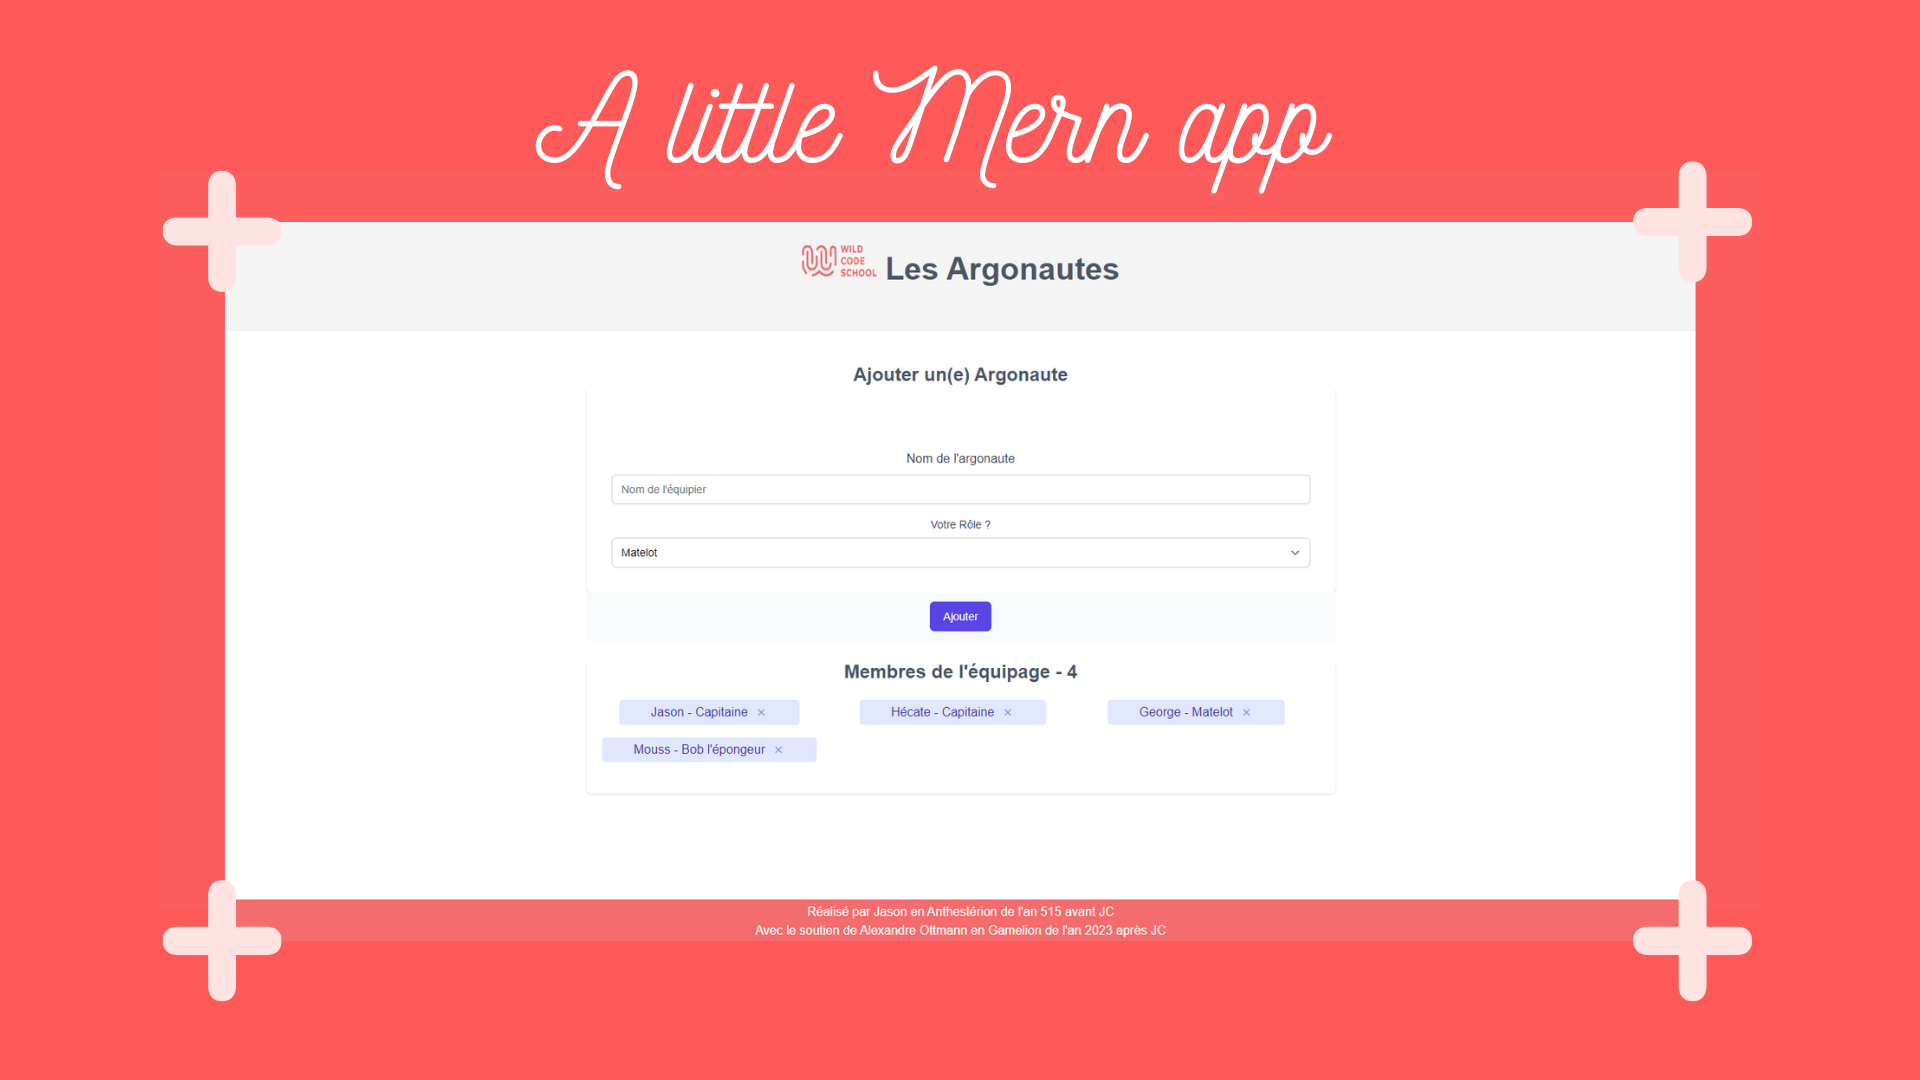 A little Mern app
WILD
CODE
SCHOOL
Les Argonautes
Ajouter un(e) Argonaute
Nom de l'argonaute
Nom de l'équipier
Votre Rôle ?
Matelot
Ajouter
Membres de l'équipage - 4
Jason - Capitaine ×
Hécate - Capitaine ×
George - Matelot ×
Mouss - Bob l'épongeur ×
Réalisé par Jason en Anthestérion de l'an 515 avant JC
Avec le soutien de Alexandre Ottmann en Gamelion de l'an 2023 après JC